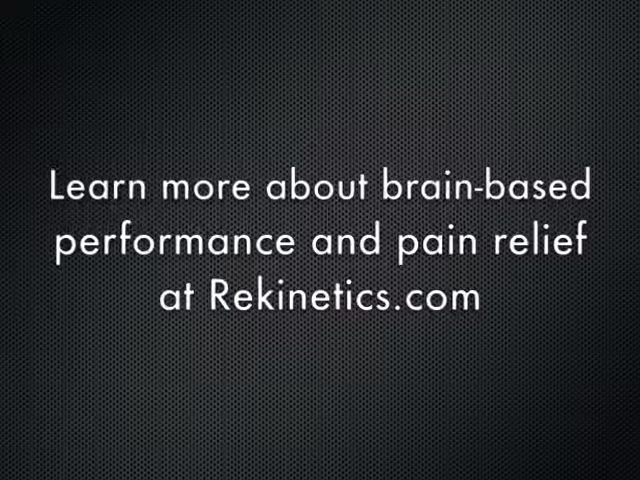 Learn more about brain-based
performance and pain relief
at Rekinetics.com